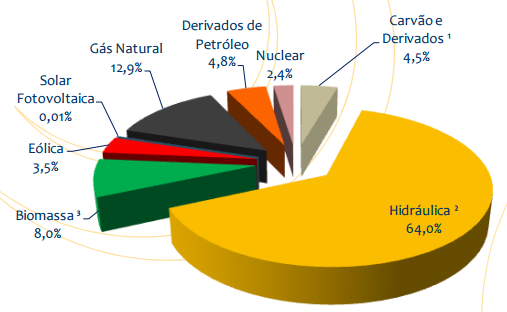 Derivados de
Petróleo
4,8%
Carvão e
Derivados ¹
4,5%
Gás Natural
12,9%
Nuclear
2,4%
Solar
Fotovoltaica
0,01%
Eólica
3,5%
Biomassa ³
8,0%
Hidráulica ²
64,0%